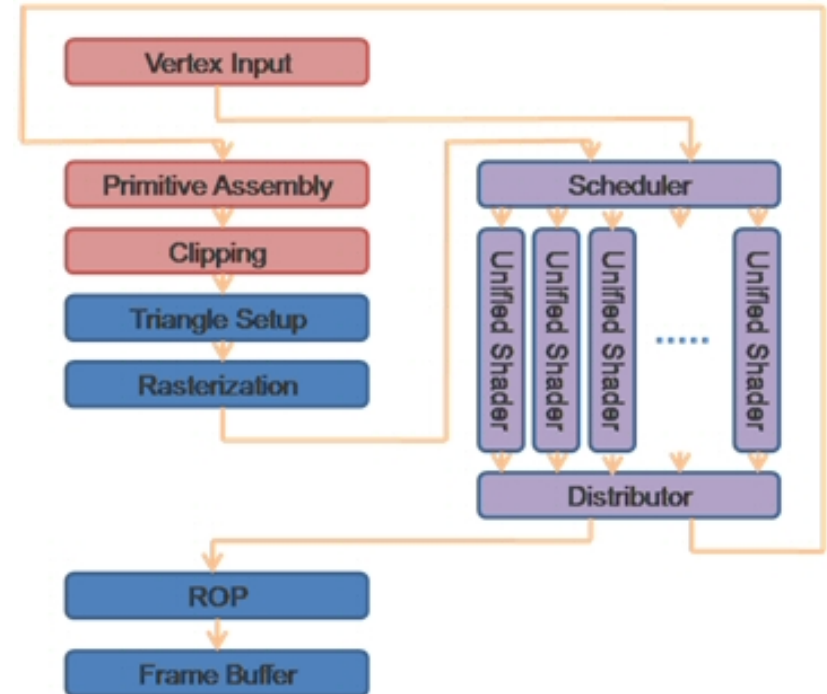 Vertex Input
Primitive Assembly
Clipping
Triangle Setup
Rasterization
Scheduler
Unified Shader
Unified Shader
Unified Shader
......
Unified Shader
Distributor
ROP
Frame Buffer